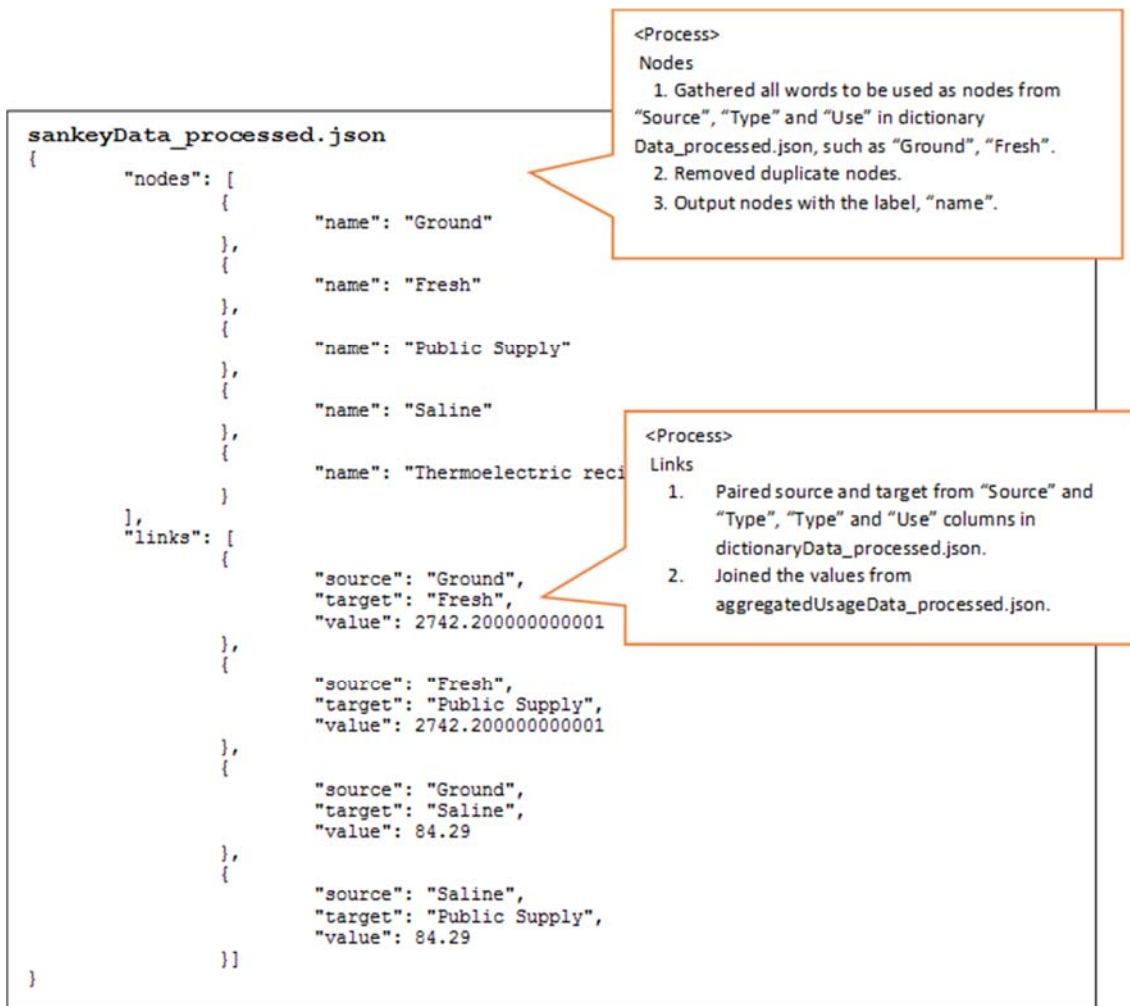 <Process>
Nodes
1. Gathered all words to be used as nodes from
“Source”, “Type” and “Use” in dictionary
Data_processed.json, such as “Ground”, “Fresh”.
2. Removed duplicate nodes.
3. Output nodes with the label, “name”.
sankeyData_processed.json
{
"nodes": [
{
"name": "Ground"
},
{
"name": "Fresh"
},
{
"name": "Public Supply"
},
{
"name": "Saline"
},
{
"name": "Thermoelectric reci
}
],
"links": [
{
"source": "Ground",
"target": "Fresh",
"value": 2742.200000000001
},
{
"source": "Fresh",
"target": "Public Supply",
"value": 2742.200000000001
},
{
"source": "Ground",
"target": "Saline",
"value": 84.29
},
{
"source": "Saline",
"target": "Public Supply",
"value": 84.29
}]
}
<Process>
Links
1. Paired source and target from “Source” and
“Type”, “Type” and “Use” columns in
dictionaryData_processed.json.
2. Joined the values from
aggregatedUsageData_processed.json.